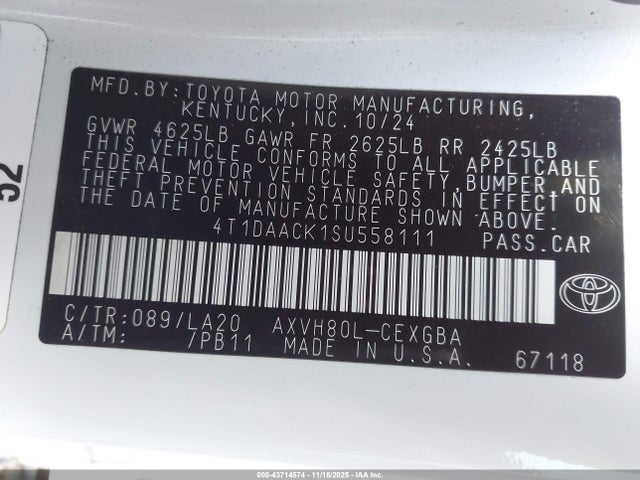 52
MFD.BY:TOYOTA MOTOR MANUFACTURING,
KENTUCKY,INC.10/24
GVWR 4625LB GAWR FR 2625LB RR 2425LB
THIS VEHICLE CONFORMS TO ALL APPLICABLE
FEDERAL MOTOR VEHICLE SAFETY,BUMPER,AND
THEFT PREVENTION STANDARDS IN EFFECT ON
THE DATE OF MANUFACTURE SHOWN ABOVE.
4T1DAACK1SU558111 PASS.CAR
C/TR:089/LA20 AXVH80L-CEXGBA
A/TM: /PB11 MADE IN U.S.A. 67118
000-43714574 - 11/18/2025 - IAA Inc.